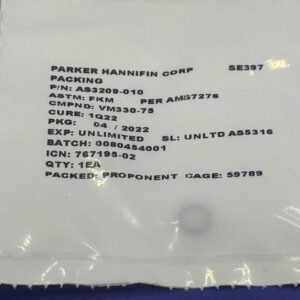 PARKER HANNIFIN CORP SE397
PACKING
P/N: AS3209-010
ASTM: FKM PER AMS7276
CMPND: VM330-75
CURE: 1Q22
PKG: 04 / 2022
EXP: UNLIMITED SL: UNLTD AS5316
BATCH: 0080454001
ICN: 767195-02
QTY: 1EA
PACKED: PROPONENT CAGE: 59789